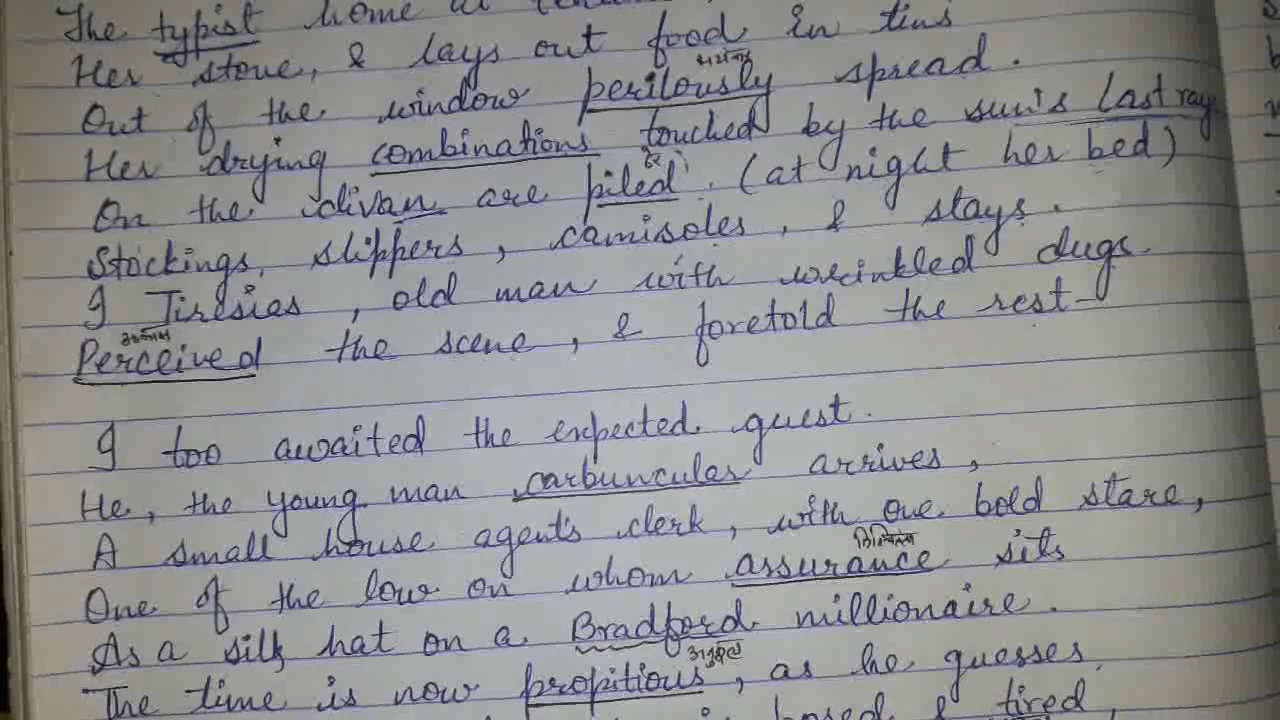 The typist home at
Her stove, & lays out food in tins
Out of the window perilously spread.
Her drying combinations touched by the sun's last ray
On the divan are piled. (at night her bed)
Stockings, slippers, camisoles, & stays.
I Tiresias, old man with wrinkled dugs.
Perceived the scene, & foretold the rest-
I too awaited the expected guest.
He, the young man carbuncular arrives,
A small house agent's clerk, with one bold stare,
One of the low on whom assurance sits
As a silk hat on a Bradford millionaire.
अनुकूल
The time is now propitious, as he guesses,
is bored & tired,